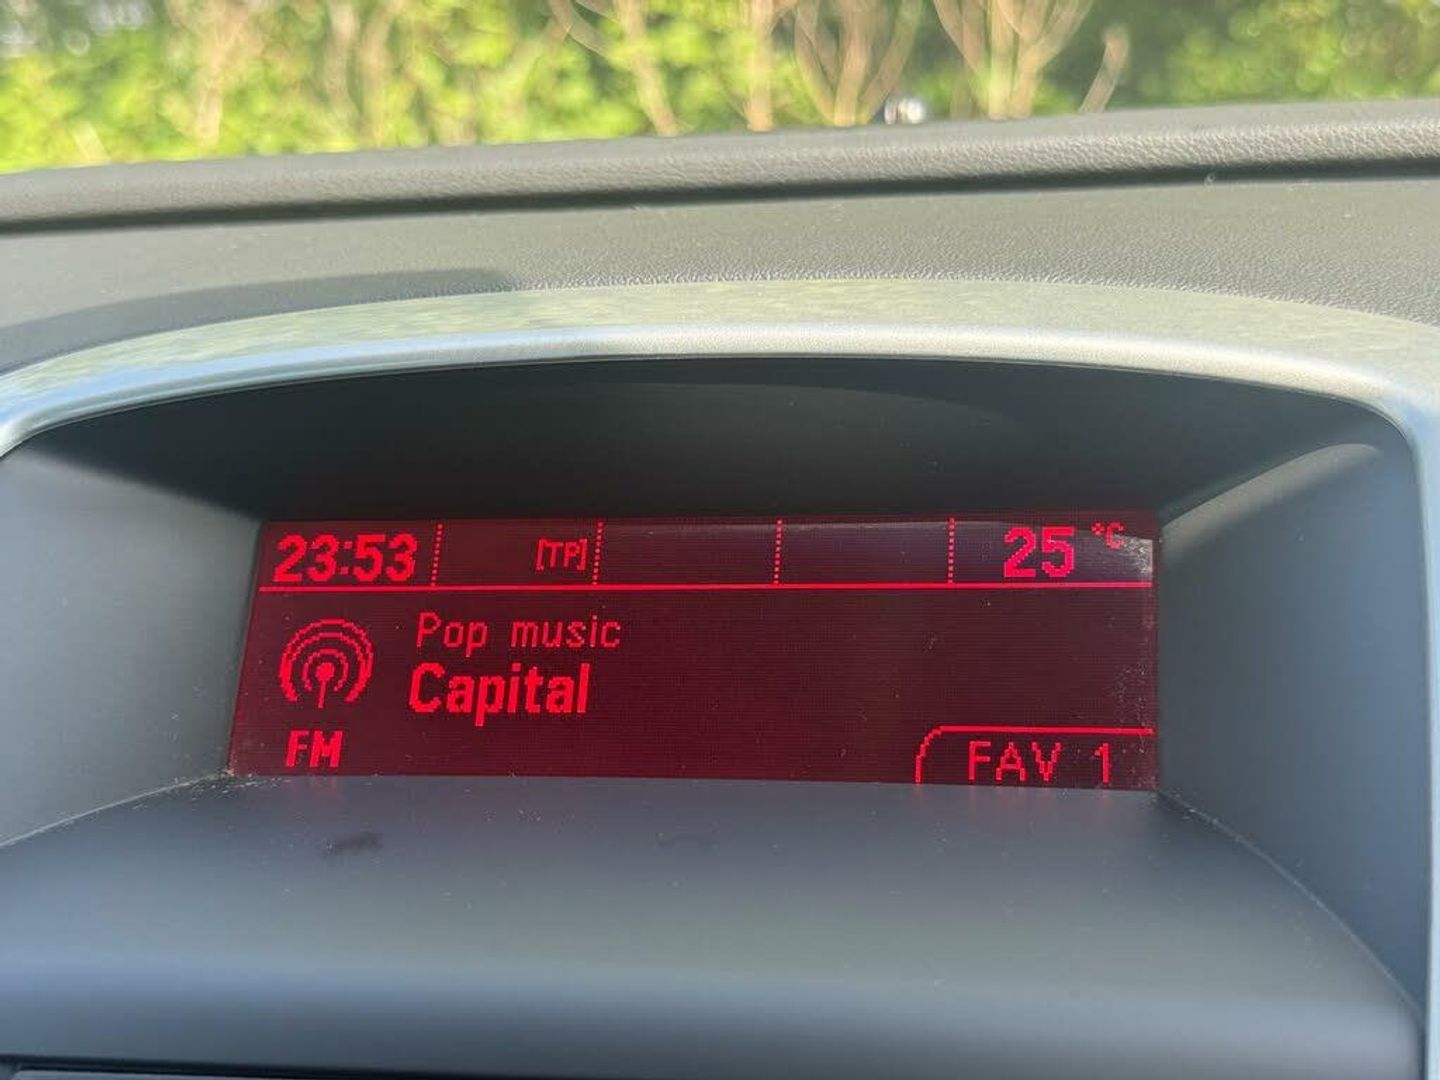 23:53 [TP] 25 °C
Pop music
Capital
FM
FAV 1